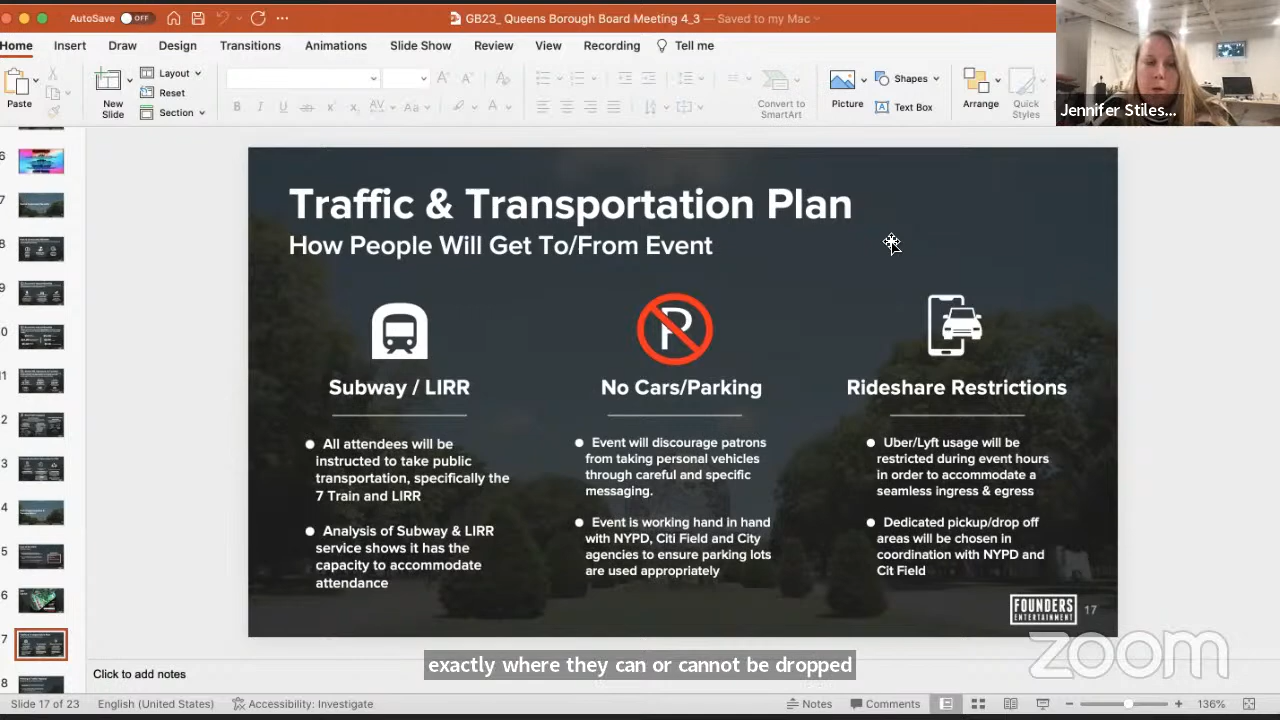 AutoSave OFF
GB23_ Queens Borough Board Meeting 4_3 — Saved to my Mac
Home Insert Draw Design Transitions Animations Slide Show Review View Recording Tell me
Paste
New
Slide
Layout
Reset
Section
Convert to
SmartArt
Picture
Shapes
Text Box
Arrange
Quick
Styles
Jennifer Stiles...
Traffic & Transportation Plan
How People Will Get To/From Event
Subway / LIRR
All attendees will be
instructed to take public
transportation, specifically the
7 Train and LIRR
Analysis of Subway & LIRR
service shows it has the
capacity to accommodate
attendance
P
No Cars/Parking
Event will discourage patrons
from taking personal vehicles
through careful and specific
messaging.
Event is working hand in hand
with NYPD, Citi Field and City
agencies to ensure parking lots
are used appropriately
Rideshare Restrictions
Uber/Lyft usage will be
restricted during event hours
in order to accommodate a
seamless ingress & egress
Dedicated pickup/drop off
areas will be chosen in
coordination with NYPD and
Cit Field
FOUNDERS
ENTERTAINMENT
17
exactly where they can or cannot be dropped
zoom
Click to add notes
Slide 17 of 23 English (United States) Accessibility: Investigate Notes Comments 136%